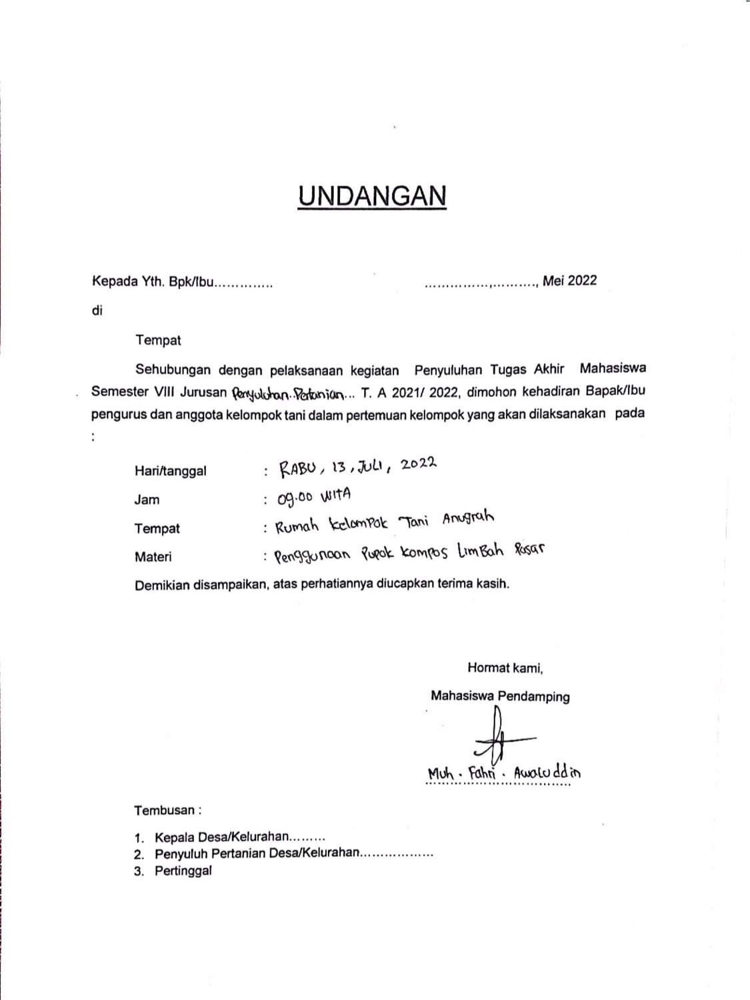 UNDANGAN
Kepada Yth. Bpk/Ibu.............. ...............,.........., Mei 2022
di
Tempat
Sehubungan dengan pelaksanaan kegiatan Penyuluhan Tugas Akhir Mahasiswa
Semester VIII Jurusan Penyuluhan Pertanian... T. A 2021/ 2022, dimohon kehadiran Bapak/Ibu
pengurus dan anggota kelompok tani dalam pertemuan kelompok yang akan dilaksanakan pada
:
Hari/tanggal : RABU, 13, JULI, 2022
Jam : 09.00 WITA
Tempat : Rumah Kelompok Tani Anugrah
Materi : Penggunaan Pupok Kompos Limbah Pasar
Demikian disampaikan, atas perhatiannya diucapkan terima kasih.
Hormat kami,
Mahasiswa Pendamping
Muh. Fahri. Awaluddin
Tembusan :
1. Kepala Desa/Kelurahan.........
2. Penyuluh Pertanian Desa/Kelurahan..................
3. Pertinggal